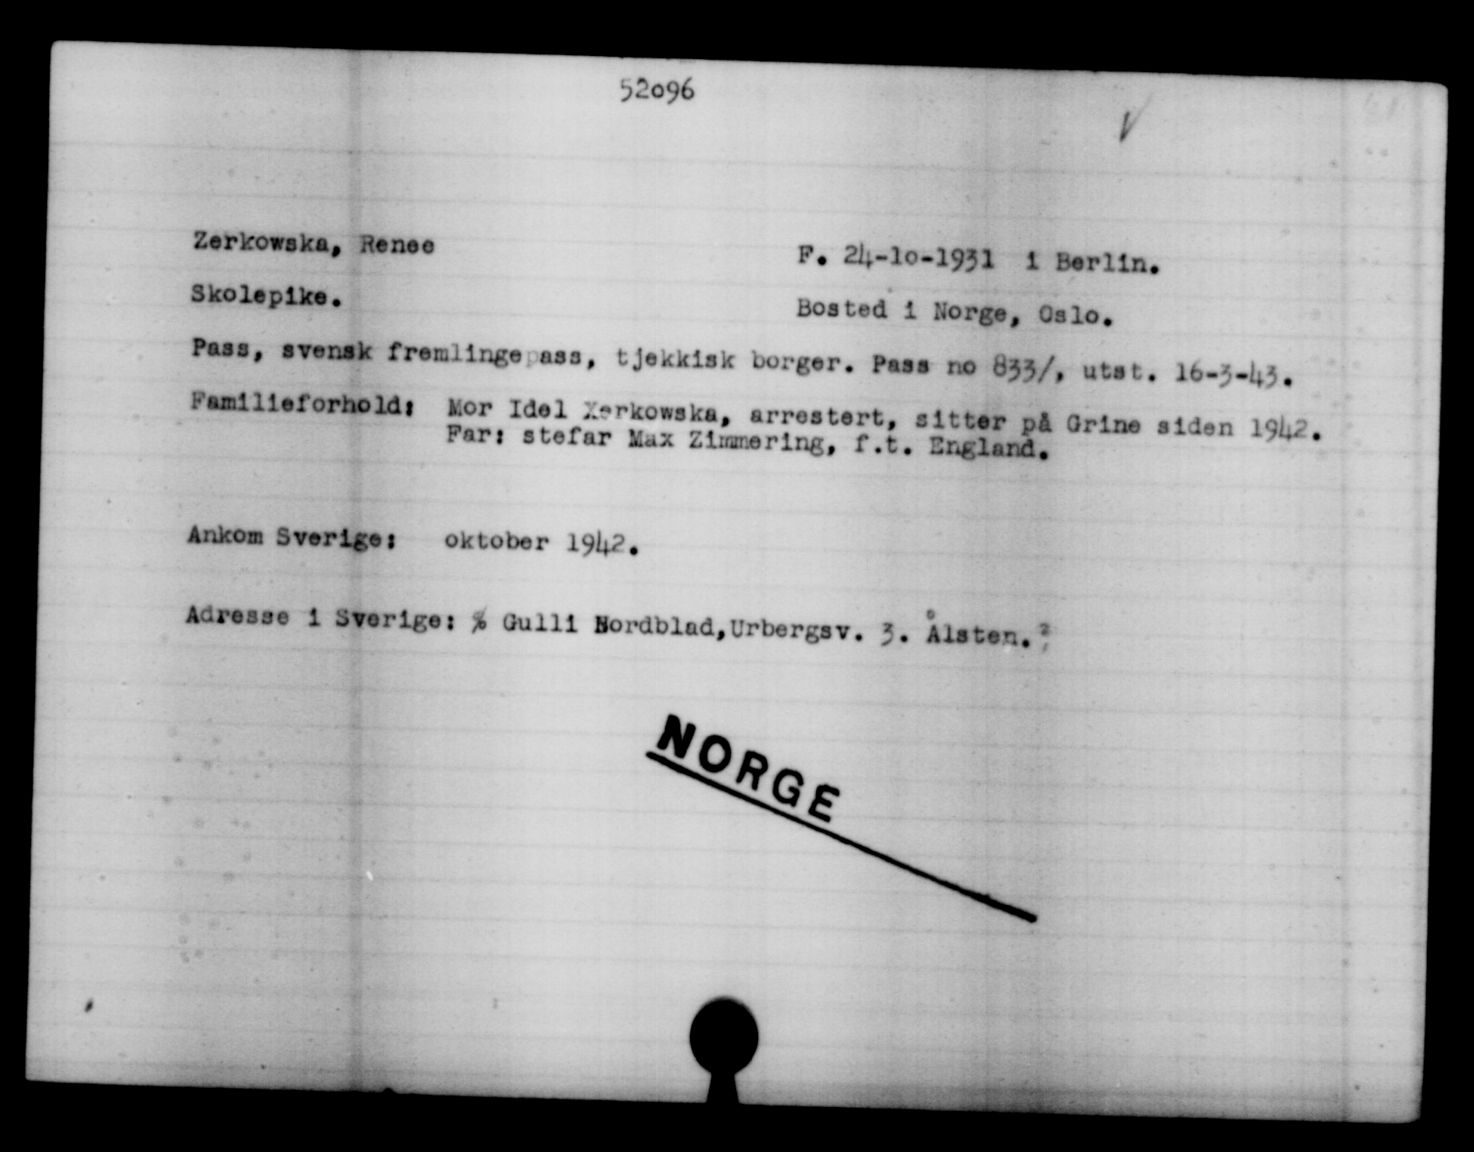 52096
Zerkowska, Renee F. 24-10-1931 i Berlin.
Skolepike. Bosted i Norge, Oslo.
Pass, svensk fremlingepass, tjekkisk borger. Pass no 833/, utst. 16-3-43.
Familieforhold: Mor Idel Zerkowska, arrestert, sitter på Grine siden 1942.
Far: stefar Max Zimmering, f.t. England.
Ankom Sverige: oktober 1942.
Adresse i Sverige: % Gulli Nordblad,Urbergsv. 3. Ålsten.
NORGE